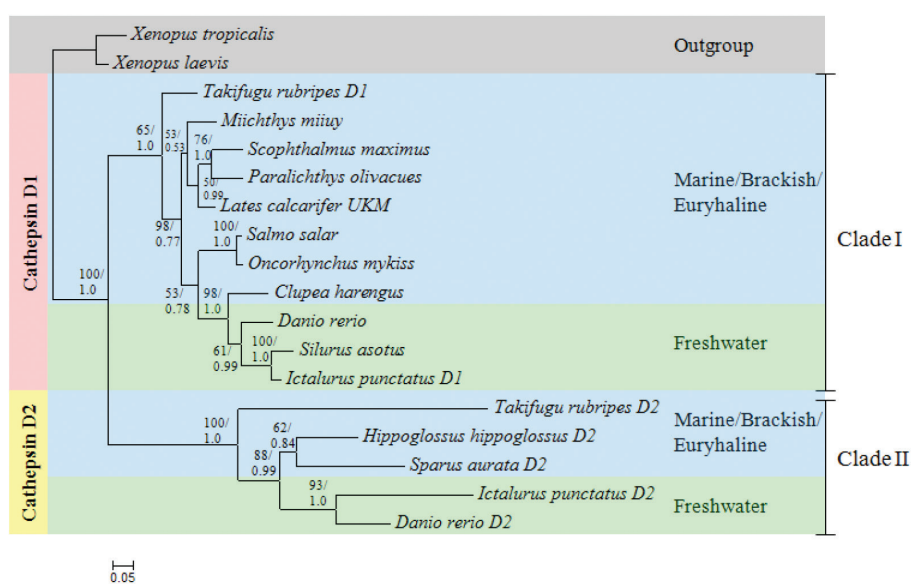 Xenopus tropicalis
Xenopus laevis
Outgroup
Takifugu rubripes D1
Miichthys miiuy
Scophthalmus maximus
Paralichthys olivacues
Lates calcarifer UKM
Salmo salar
Oncorhynchus mykiss
Clupea harengus
Danio rerio
Silurus asotus
Ictalurus punctatus D1
Takifugu rubripes D2
Hippoglossus hippoglossus D2
Sparus aurata D2
Ictalurus punctatus D2
Danio rerio D2
65/
1.0
53/
0.53
76/
1.0
50/
0.99
98/
0.77
100/
1.0
100/
1.0
53/
0.78
98/
1.0
61/
0.99
100/
1.0
100/
1.0
62/
0.84
88/
0.99
93/
1.0
Marine/Brackish/
Euryhaline
Freshwater
Marine/Brackish/
Euryhaline
Freshwater
Clade I
Clade II
Cathepsin D1
Cathepsin D2
0.05